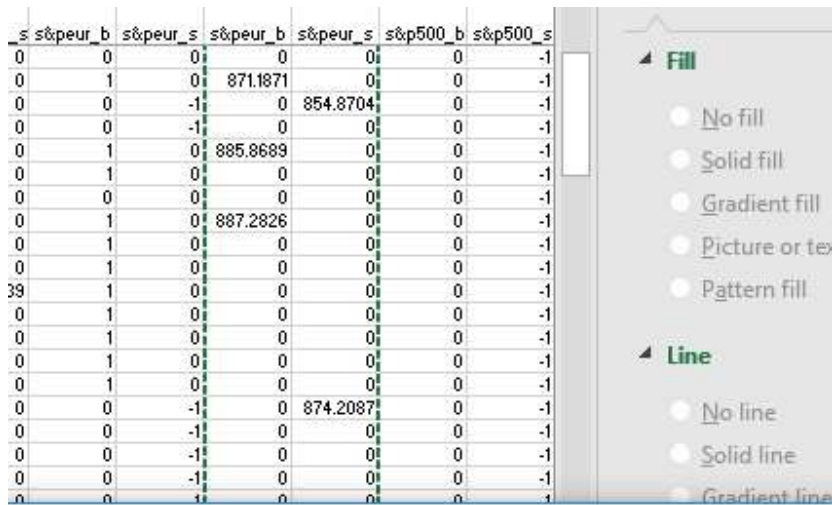 _s s&peur_b s&peur_s s&peur_b s&peur_s s&p500_b s&p500_s
0 0 0 0 0 0 -1
0 1 0 871.1871 0 0 -1
0 0 -1 0 854.8704 0 -1
0 0 -1 0 0 0 -1
0 1 0 885.8689 0 0 -1
0 1 0 0 0 0 -1
0 0 0 0 0 0 -1
0 1 0 887.2826 0 0 -1
0 1 0 0 0 0 -1
0 1 0 0 0 0 -1
39 1 0 0 0 0 -1
0 1 0 0 0 0 -1
0 1 0 0 0 0 -1
0 1 0 0 0 0 -1
0 1 0 0 0 0 -1
0 0 -1 0 874.2087 0 -1
0 0 -1 0 0 0 -1
0 0 -1 0 0 0 -1
0 0 -1 0 0 0 -1
Fill
No fill
Solid fill
Gradient fill
Picture or tex
Pattern fill
Line
No line
Solid line
Gradient line